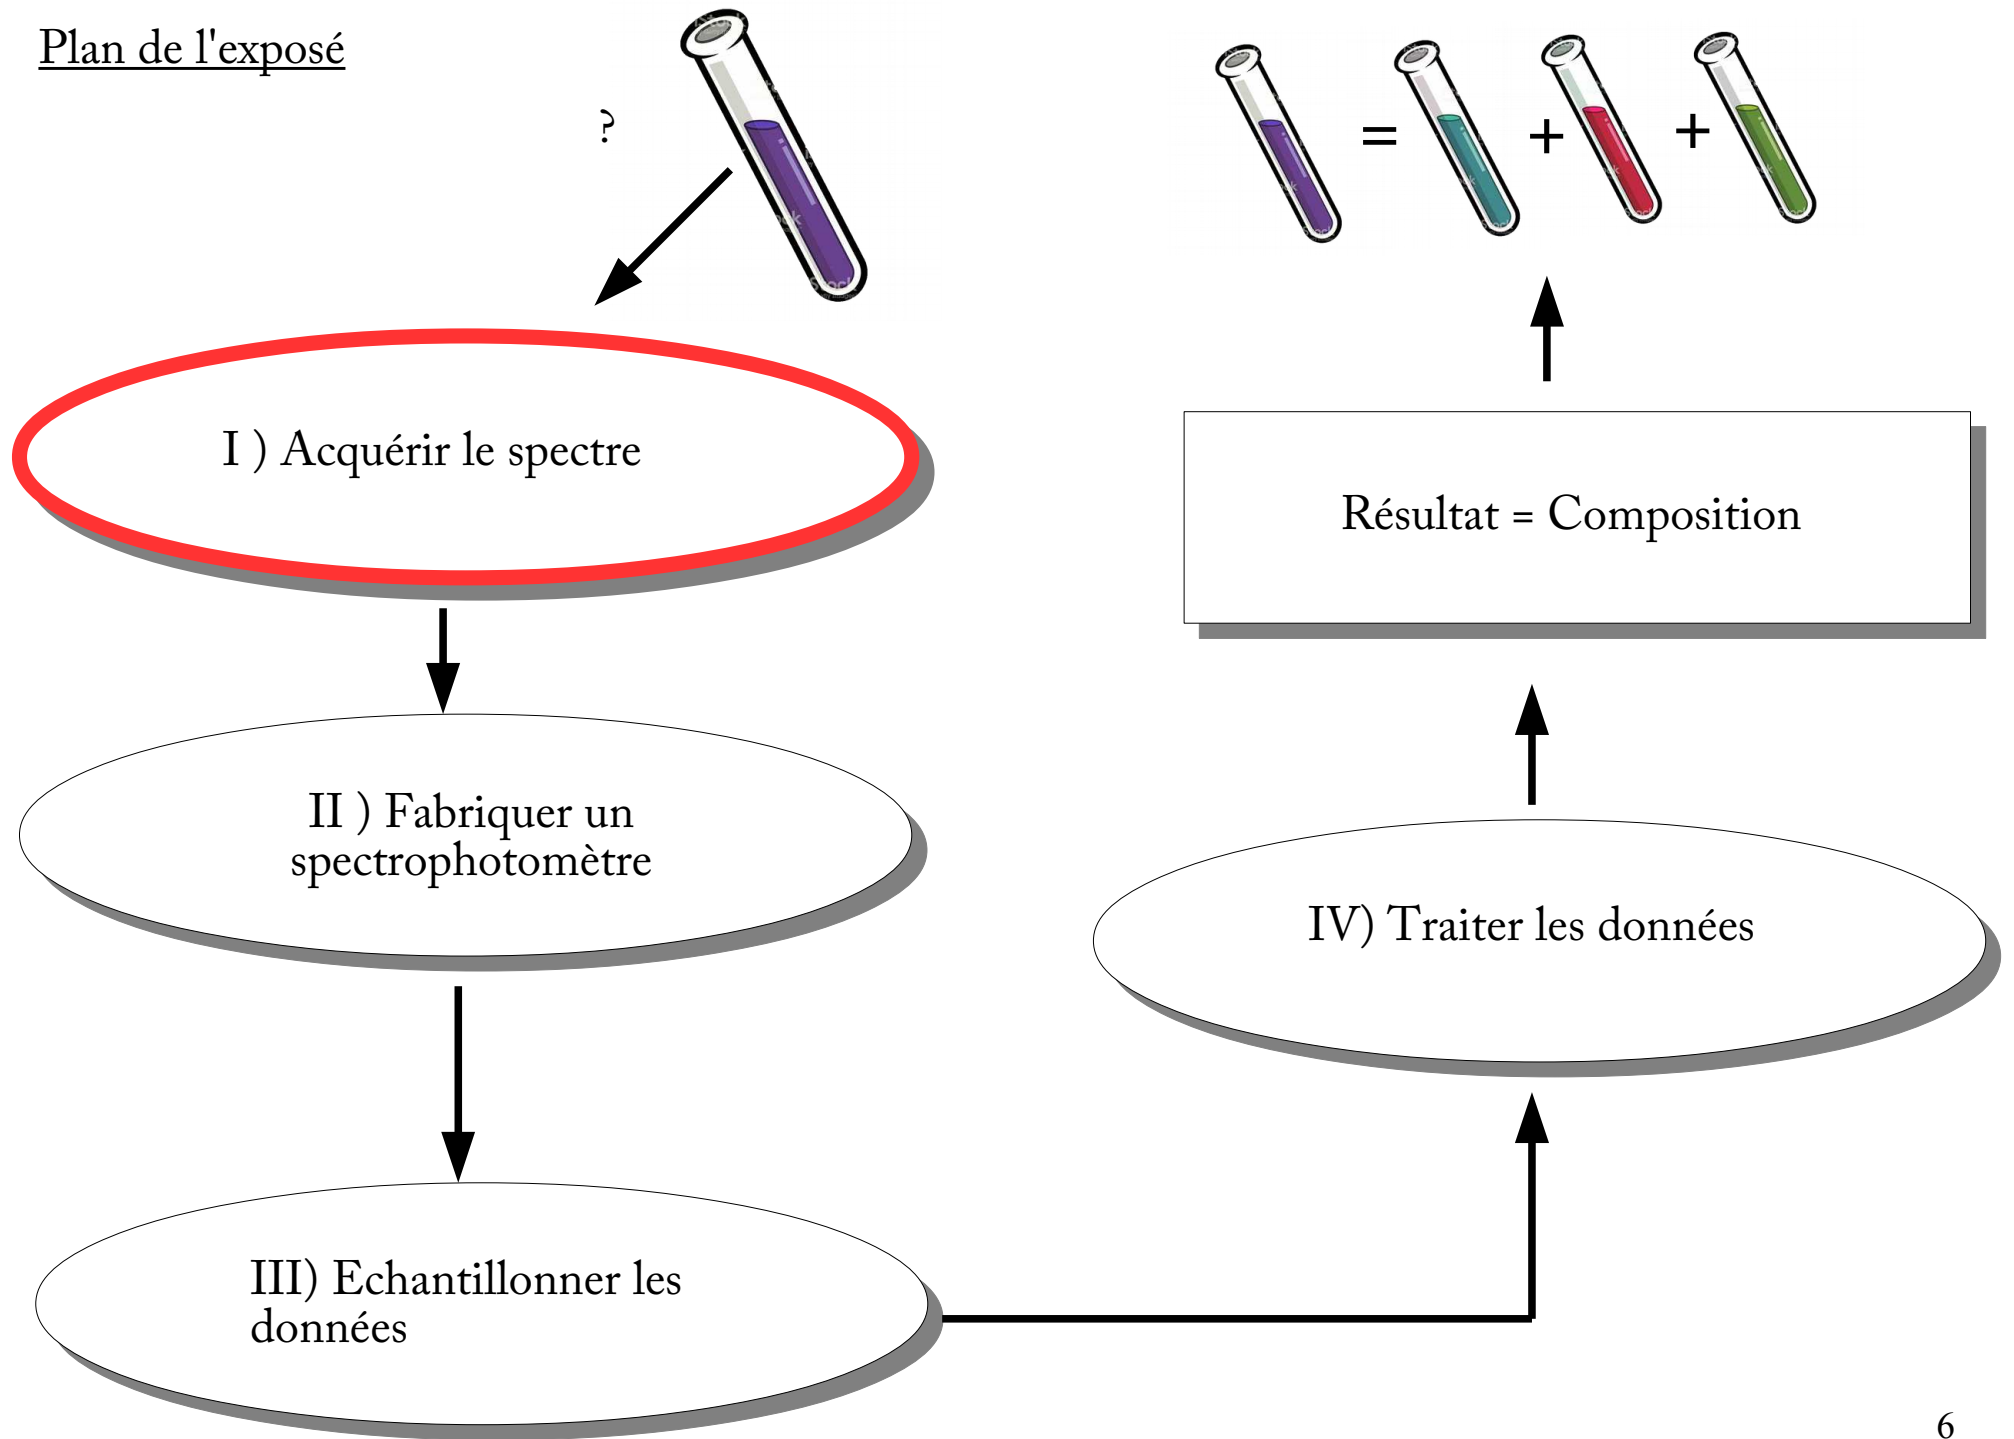 Plan de l'exposé
?
= + +
I ) Acquérir le spectre
Résultat = Composition
II ) Fabriquer un
spectrophotomètre
IV) Traiter les données
III) Echantillonner les
données
6